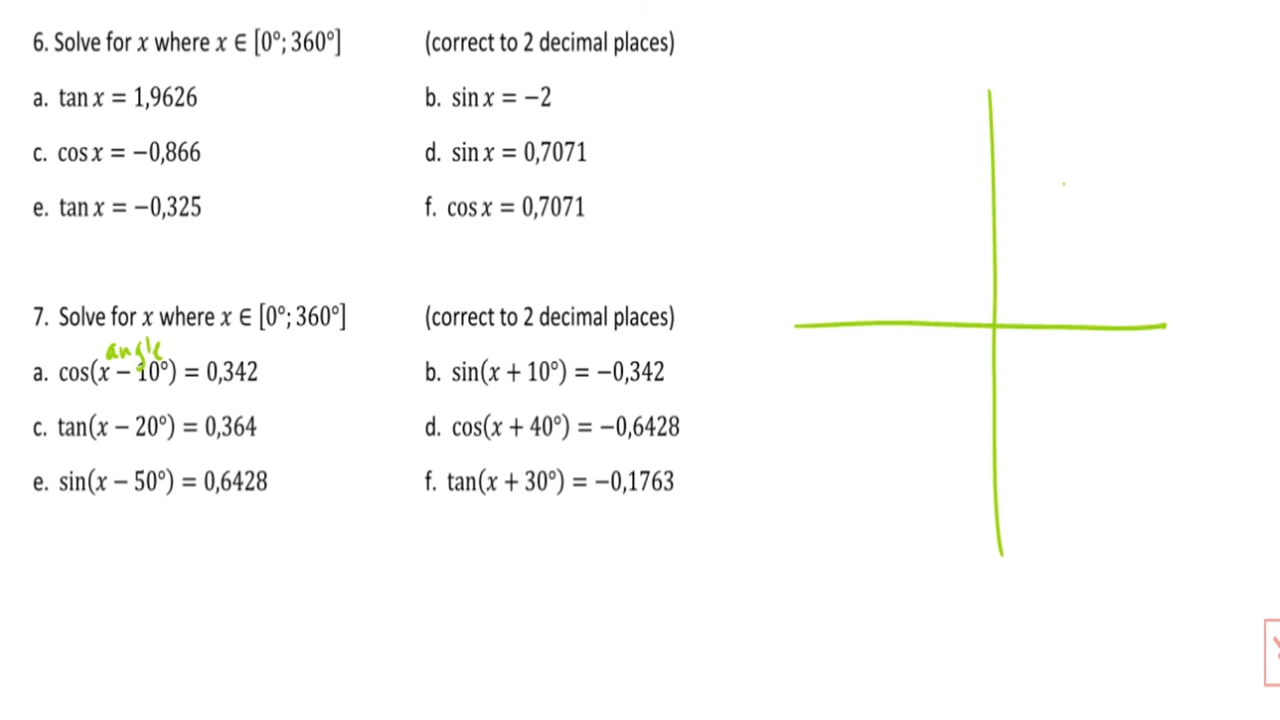 6. Solve for x where x ∈ [0°; 360°] (correct to 2 decimal places)
a. tan x = 1,9626 b. sin x = −2
c. cos x = −0,866 d. sin x = 0,7071
e. tan x = −0,325 f. cos x = 0,7071
7. Solve for x where x ∈ [0°; 360°] (correct to 2 decimal places)
angle
a. cos(x − 10°) = 0,342 b. sin(x + 10°) = −0,342
c. tan(x − 20°) = 0,364 d. cos(x + 40°) = −0,6428
e. sin(x − 50°) = 0,6428 f. tan(x + 30°) = −0,1763